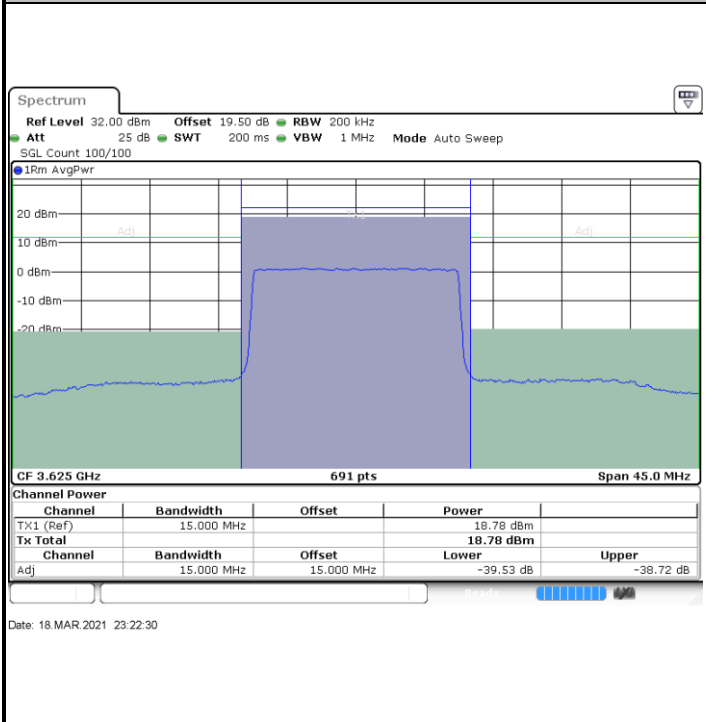 Spectrum
Ref Level 32.00 dBm Offset 19.50 dB RBW 200 kHz
Att 25 dB SWT 200 ms VBW 1 MHz Mode Auto Sweep
SGL Count 100/100
1Rm AvgPwr
20 dBm
Adj Adj
10 dBm
0 dBm
-10 dBm
-20 dBm
CF 3.625 GHz 691 pts Span 45.0 MHz
Channel Power
Channel Bandwidth Offset Power
TX1 (Ref) 15.000 MHz 18.78 dBm
Tx Total 18.78 dBm
Channel Bandwidth Offset Lower Upper
Adj 15.000 MHz 15.000 MHz -39.53 dB -38.72 dB
Ready
Date: 18.MAR.2021 23:22:30